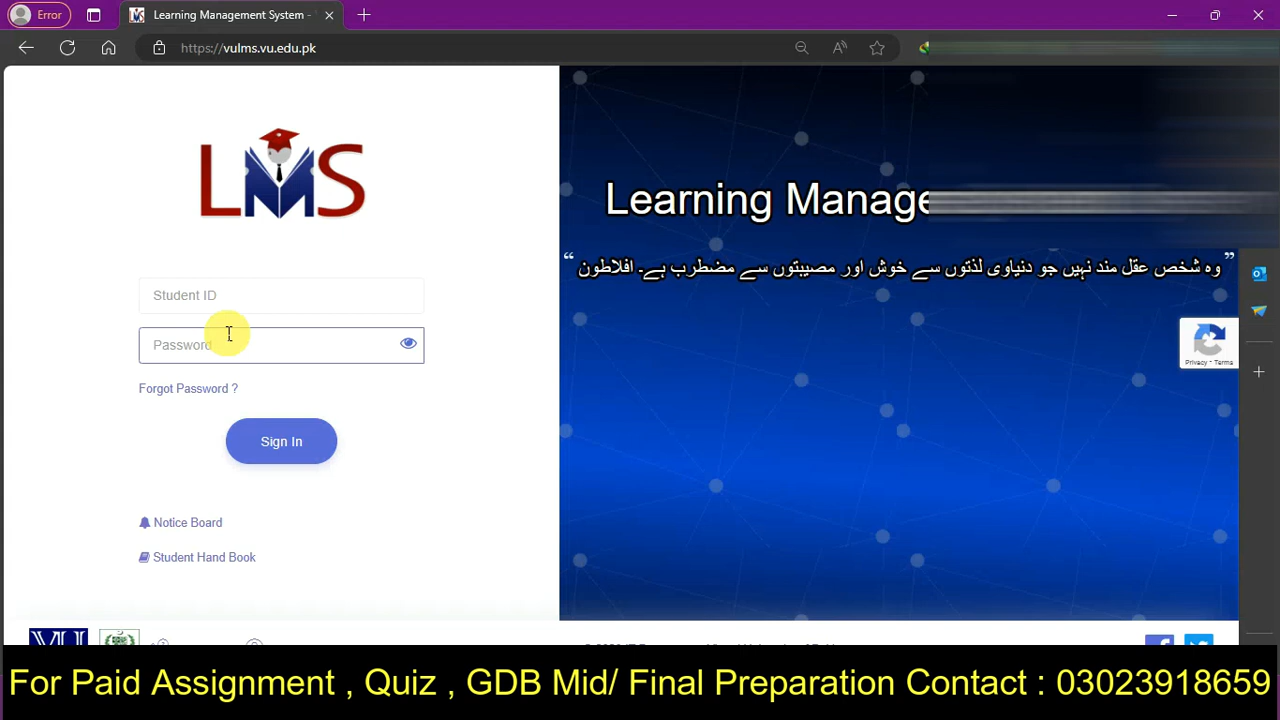 Error
Learning Management System -
https://vulms.vu.edu.pk
LMS
Student ID
Password
Forgot Password ?
Sign In
Notice Board
Student Hand Book
Learning Manage
“ وہ شخص عقل مند نہیں جو دنیاوی لذتوں سے خوش اور مصیبتوں سے مضطرب ہے۔ افلاطون ”
Privacy - Terms
VU
For Paid Assignment , Quiz , GDB Mid/ Final Preparation Contact : 03023918659